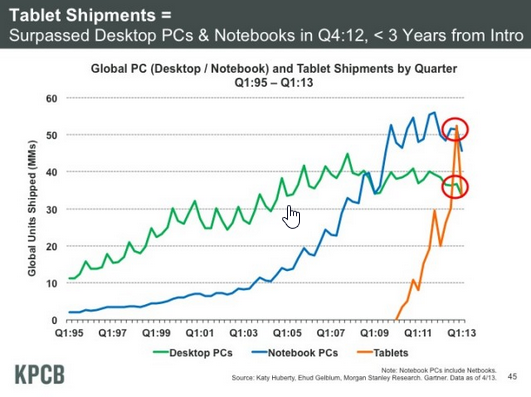 Tablet Shipments =
Surpassed Desktop PCs & Notebooks in Q4:12, < 3 Years from Intro
Global PC (Desktop / Notebook) and Tablet Shipments by Quarter
Q1:95 – Q1:13
Global Units Shipped (MMs)
60
50
40
30
20
10
0
Q1:95 Q1:97 Q1:99 Q1:01 Q1:03 Q1:05 Q1:07 Q1:09 Q1:11 Q1:13
Desktop PCs Notebook PCs Tablets
KPCB
Note: Notebook PCs include Netbooks.
Source: Katy Huberty, Ehud Gelblum, Morgan Stanley Research. Gartner. Data as of 4/13.
45